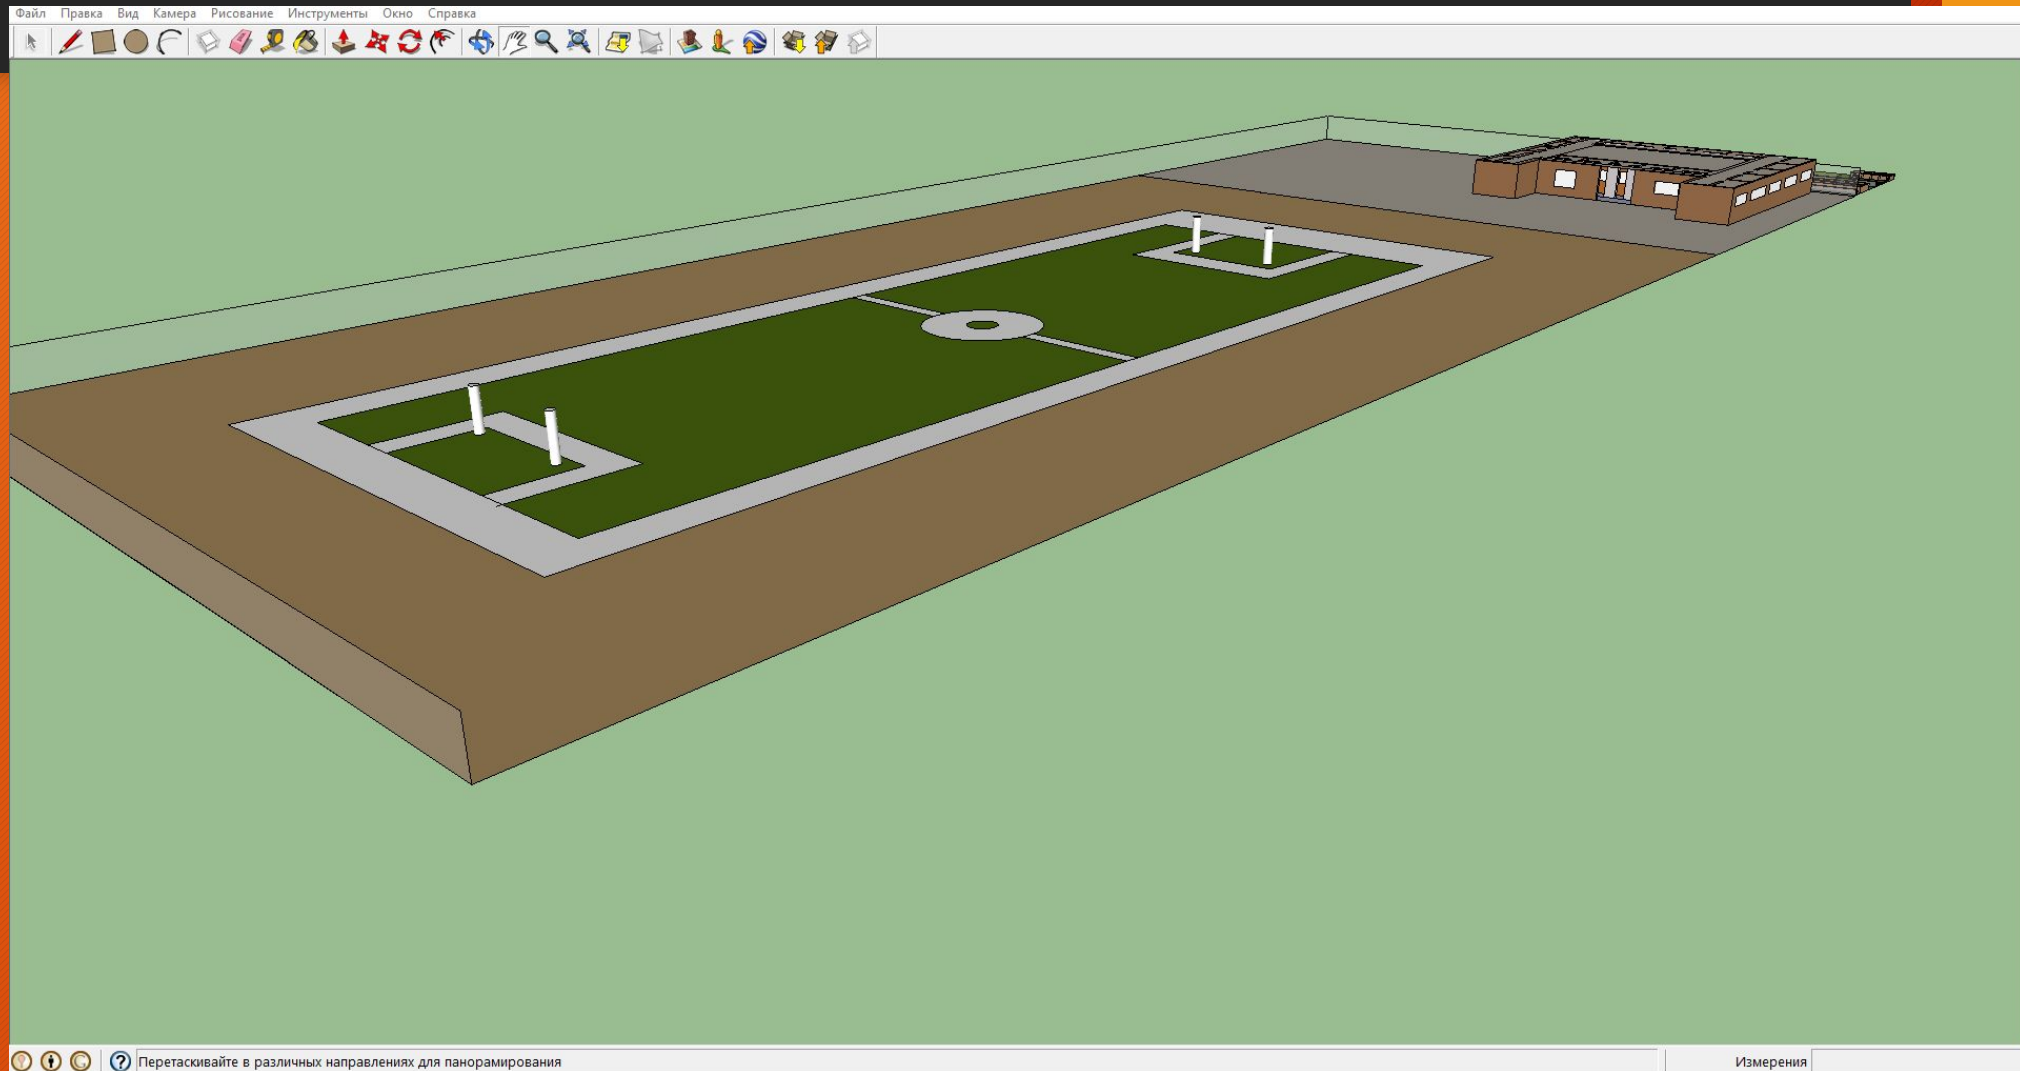 Файл Правка Вид Камера Рисование Инструменты Окно Справка
Перетаскивайте в различных направлениях для панорамирования
Измерения